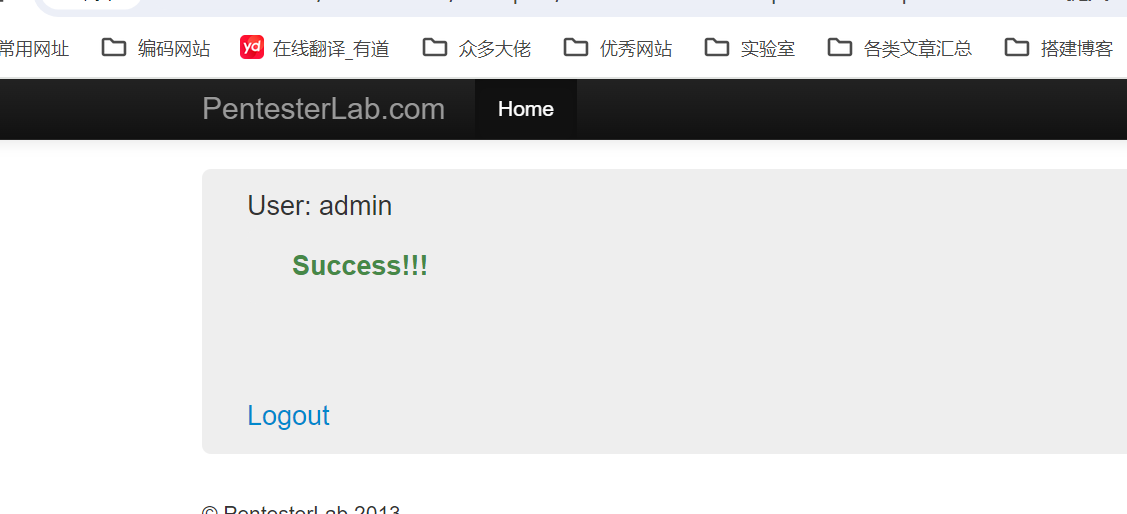 常用网址 编码网站 yd 在线翻译_有道 众多大佬 优秀网站 实验室 各类文章汇总 搭建博客
PentesterLab.com Home
User: admin
Success!!!
Logout
© PentesterLab 2013